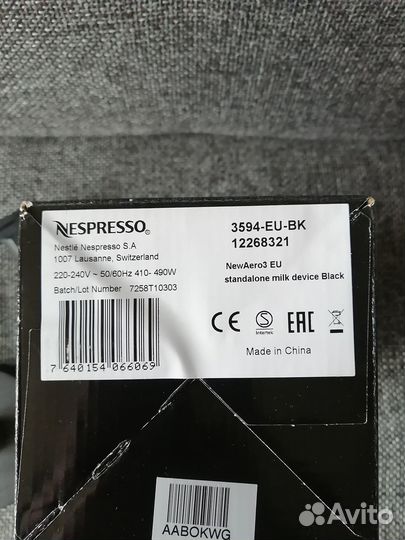 NESPRESSO®
Nestlé Nespresso S.A
1007 Lausanne, Switzerland
220-240V ~ 50/60Hz 410- 490W
Batch/Lot Number 7258T10303
7 640154 066069
3594-EU-BK
12268321
NewAero3 EU
standalone milk device Black
CE S Intertek EAC
Made in China
AABOKWG
Avito